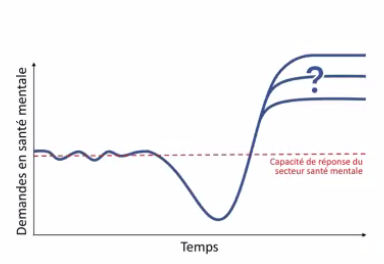 Demandes en santé mentale
?
Capacité de réponse du
secteur santé mentale
Temps